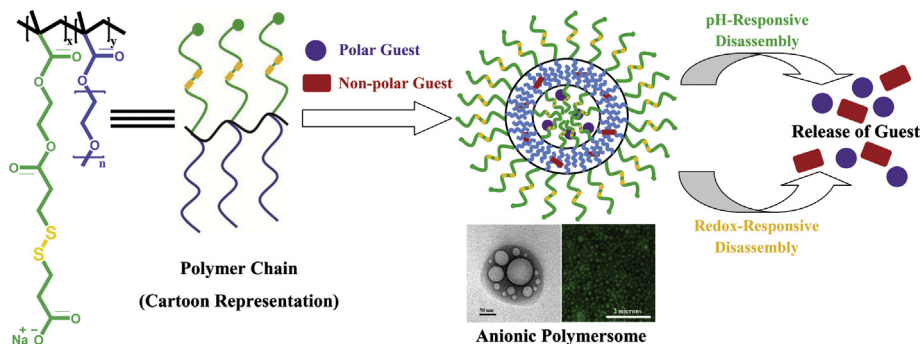 x
y
O
O
O
O
O
O
O
n
O
O
S
S
O
Na
+
−
O
Polymer Chain
(Cartoon Representation)
Polar Guest
Non-polar Guest
50 nm
2 microns
Anionic Polymersome
pH-Responsive
Disassembly
Release of Guest
Redox-Responsive
Disassembly